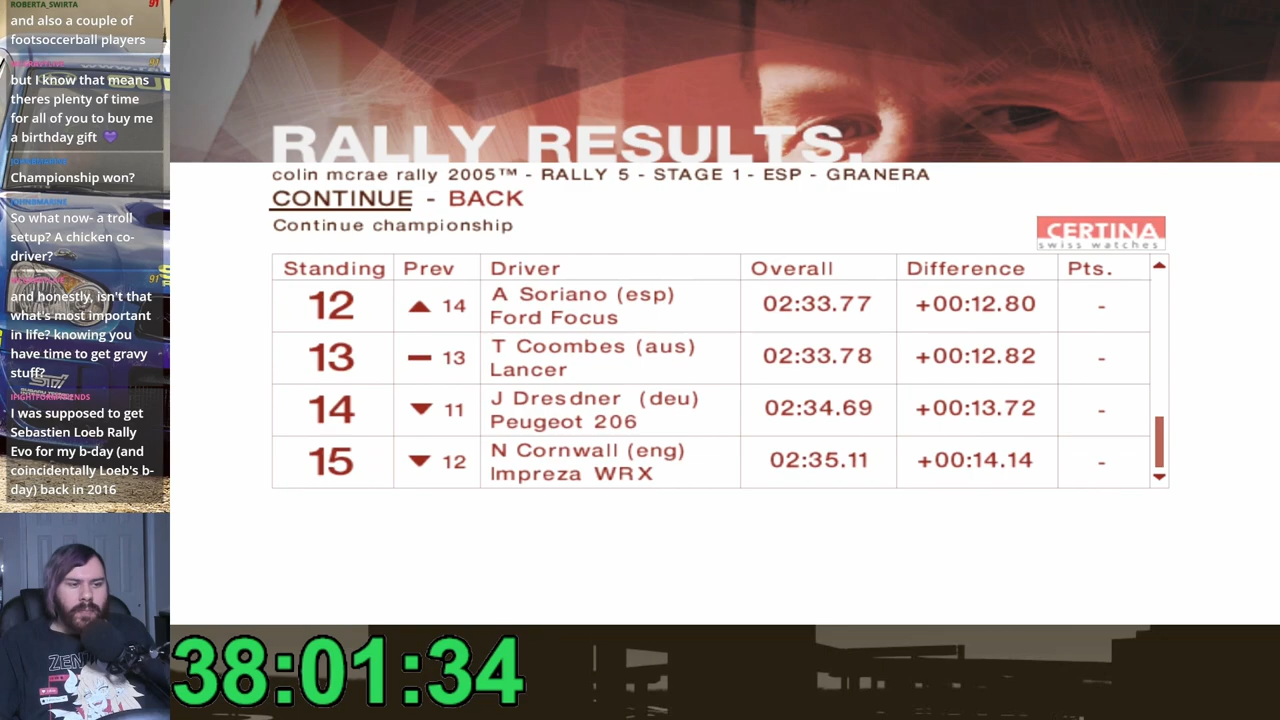 ROBERTA_SWIRTA 91
and also a couple of
footsoccerball players
91
but I know that means
theres plenty of time
for all of you to buy me
a birthday gift 💜
Championship won?
So what now- a troll
setup? A chicken co-
driver?
91
and honestly, isn't that
what's most important
in life? knowing you
have time to get gravy
stuff?
IFIGHTFORMAFRIENDS
I was supposed to get
Sebastien Loeb Rally
Evo for my b-day (and
coincidentally Loeb's b-
day) back in 2016
RALLY RESULTS.
colin mcrae rally 2005™ - RALLY 5 - STAGE 1 - ESP - GRANERA
CONTINUE - BACK
Continue championship
CERTINA
swiss watches
Standing Prev Driver Overall Difference Pts.
12 ▲ 14 A Soriano (esp) Ford Focus 02:33.77 +00:12.80 -
13 — 13 T Coombes (aus) Lancer 02:33.78 +00:12.82 -
14 ▼ 11 J Dresdner (deu) Peugeot 206 02:34.69 +00:13.72 -
15 ▼ 12 N Cornwall (eng) Impreza WRX 02:35.11 +00:14.14 -
ZEN
38:01:34